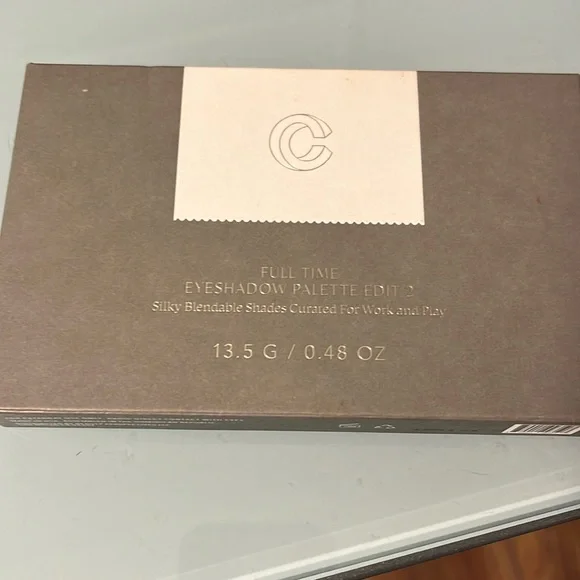 FULL TIME
EYESHADOW PALETTE EDIT 2
Silky Blendable Shades Curated For Work and Play
13.5 G / 0.48 OZ